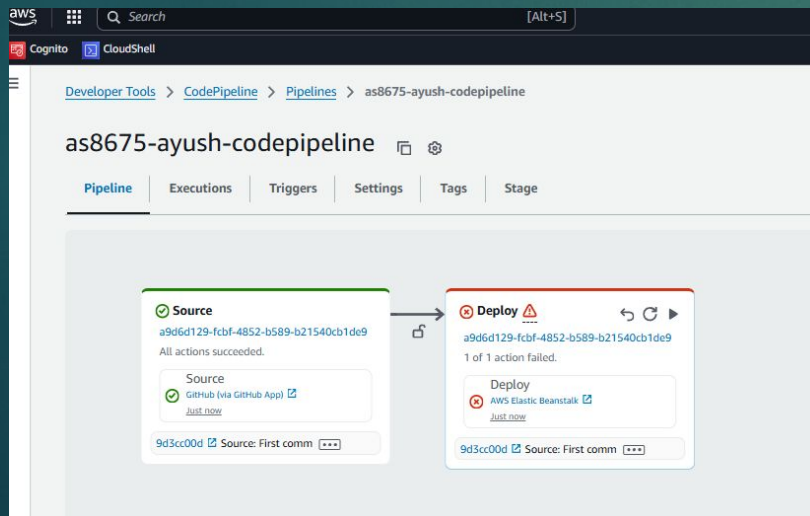 aws
Search
[Alt+S]
Cognito
CloudShell
Developer Tools > CodePipeline > Pipelines > as8675-ayush-codepipeline
as8675-ayush-codepipeline
Pipeline Executions Triggers Settings Tags Stage
Source
a9d6d129-fcbf-4852-b589-b21540cb1de9
All actions succeeded.
Source
GitHub (via GitHub App)
Just now
9d3cc00d Source: First comm
Deploy
a9d6d129-fcbf-4852-b589-b21540cb1de9
1 of 1 action failed.
Deploy
AWS Elastic Beanstalk
Just now
9d3cc00d Source: First comm